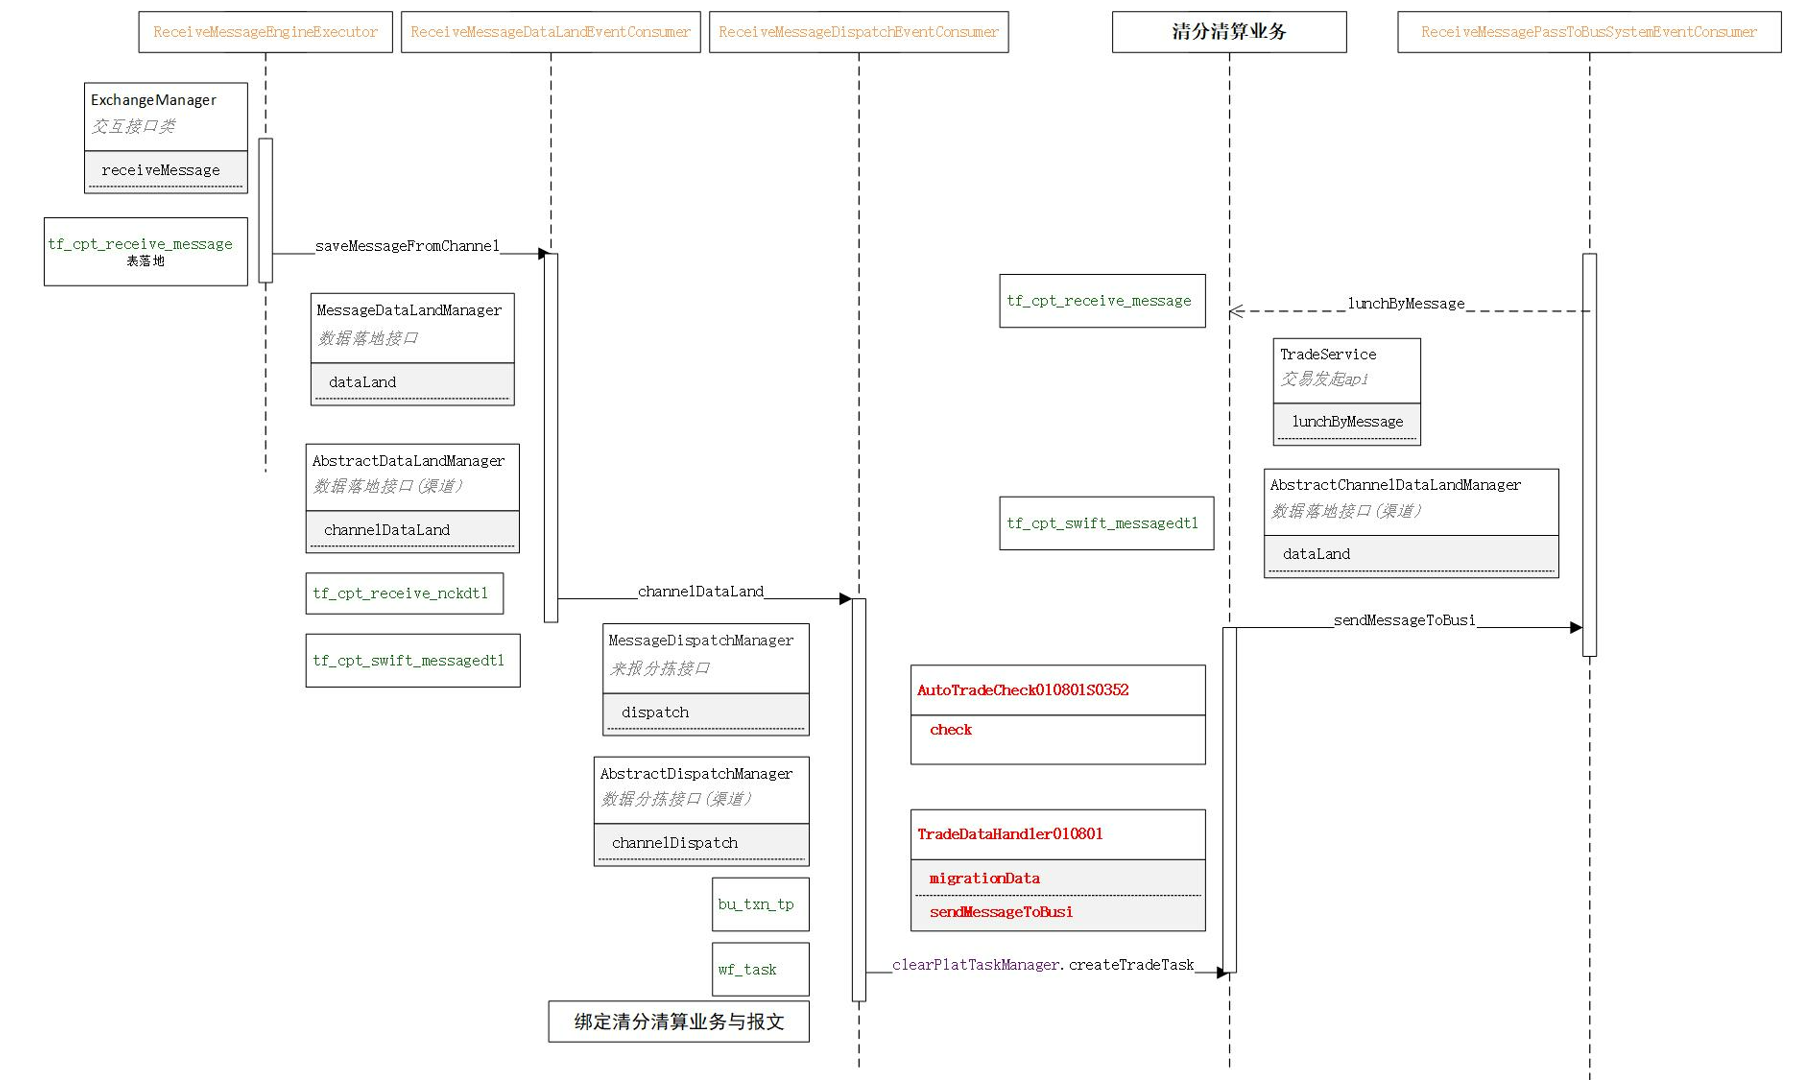 ReceiveMessageEngineExecutor
ReceiveMessageDataLandEventConsumer
ReceiveMessageDispatchEventConsumer
清分清算业务
ReceiveMessagePassToBusSystemEventConsumer
ExchangeManager
交互接口类
receiveMessage
tf_cpt_receive_message
表落地
saveMessageFromChannel
MessageDataLandManager
数据落地接口
dataLand
AbstractDataLandManager
数据落地接口(渠道)
channelDataLand
tf_cpt_receive_nckdtl
tf_cpt_swift_messagedtl
channelDataLand
MessageDispatchManager
来报分拣接口
dispatch
AbstractDispatchManager
数据分拣接口(渠道)
channelDispatch
bu_txn_tp
wf_task
绑定清分清算业务与报文
tf_cpt_receive_message
lunchByMessage
TradeService
交易发起api
lunchByMessage
tf_cpt_swift_messagedtl
AbstractChannelDataLandManager
数据落地接口(渠道)
dataLand
sendMessageToBusi
AutoTradeCheck010801S0352
check
TradeDataHandler010801
migrationData
sendMessageToBusi
clearPlatTaskManager.createTradeTask